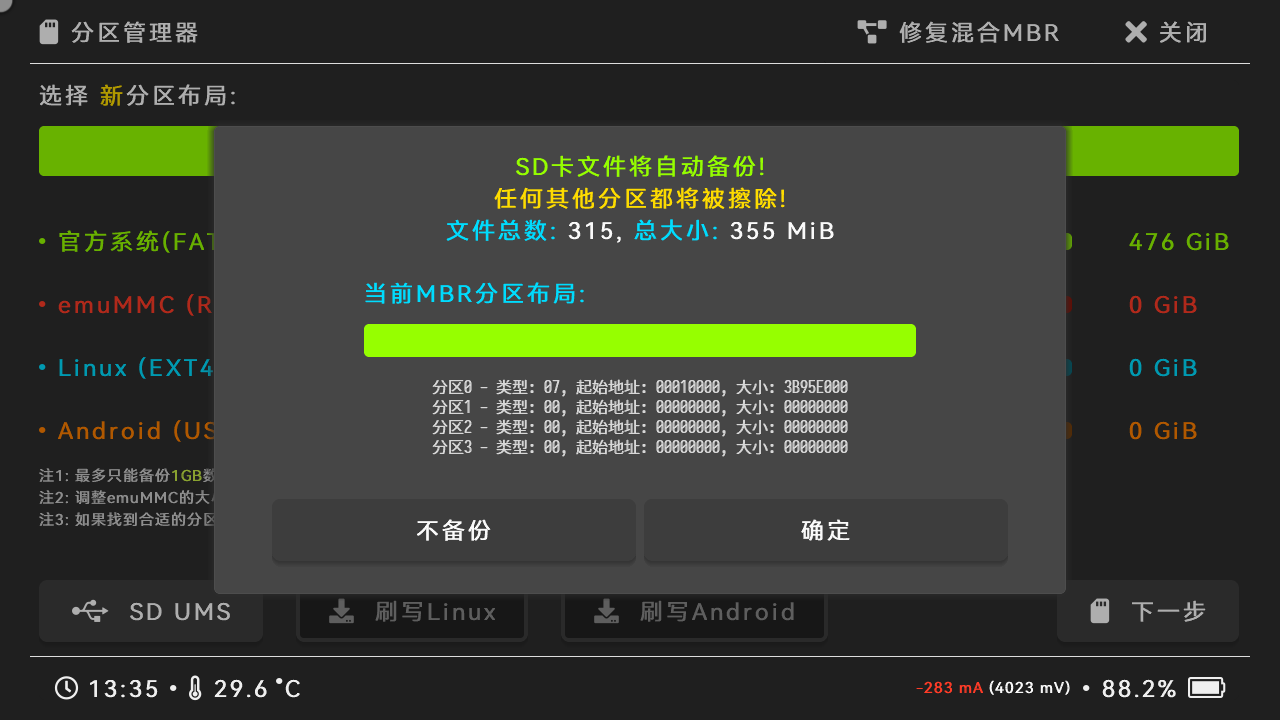 分区管理器
修复混合MBR
关闭
选择 新分区布局:
SD卡文件将自动备份!
任何其他分区都将被擦除!
文件总数: 315, 总大小: 355 MiB
当前MBR分区布局:
分区0 - 类型: 07, 起始地址: 00010000, 大小: 3B95E000
分区1 - 类型: 00, 起始地址: 00000000, 大小: 00000000
分区2 - 类型: 00, 起始地址: 00000000, 大小: 00000000
分区3 - 类型: 00, 起始地址: 00000000, 大小: 00000000
不备份
确定
• 官方系统(FAT
476 GiB
• emuMMC (R
0 GiB
• Linux (EXT4
0 GiB
• Android (US
0 GiB
注1: 最多只能备份1GB数
注2: 调整emuMMC的大
注3: 如果找到合适的分区
SD UMS
刷写Linux
刷写Android
下一步
13:35 • 29.6 °C
-283 mA (4023 mV) • 88.2%